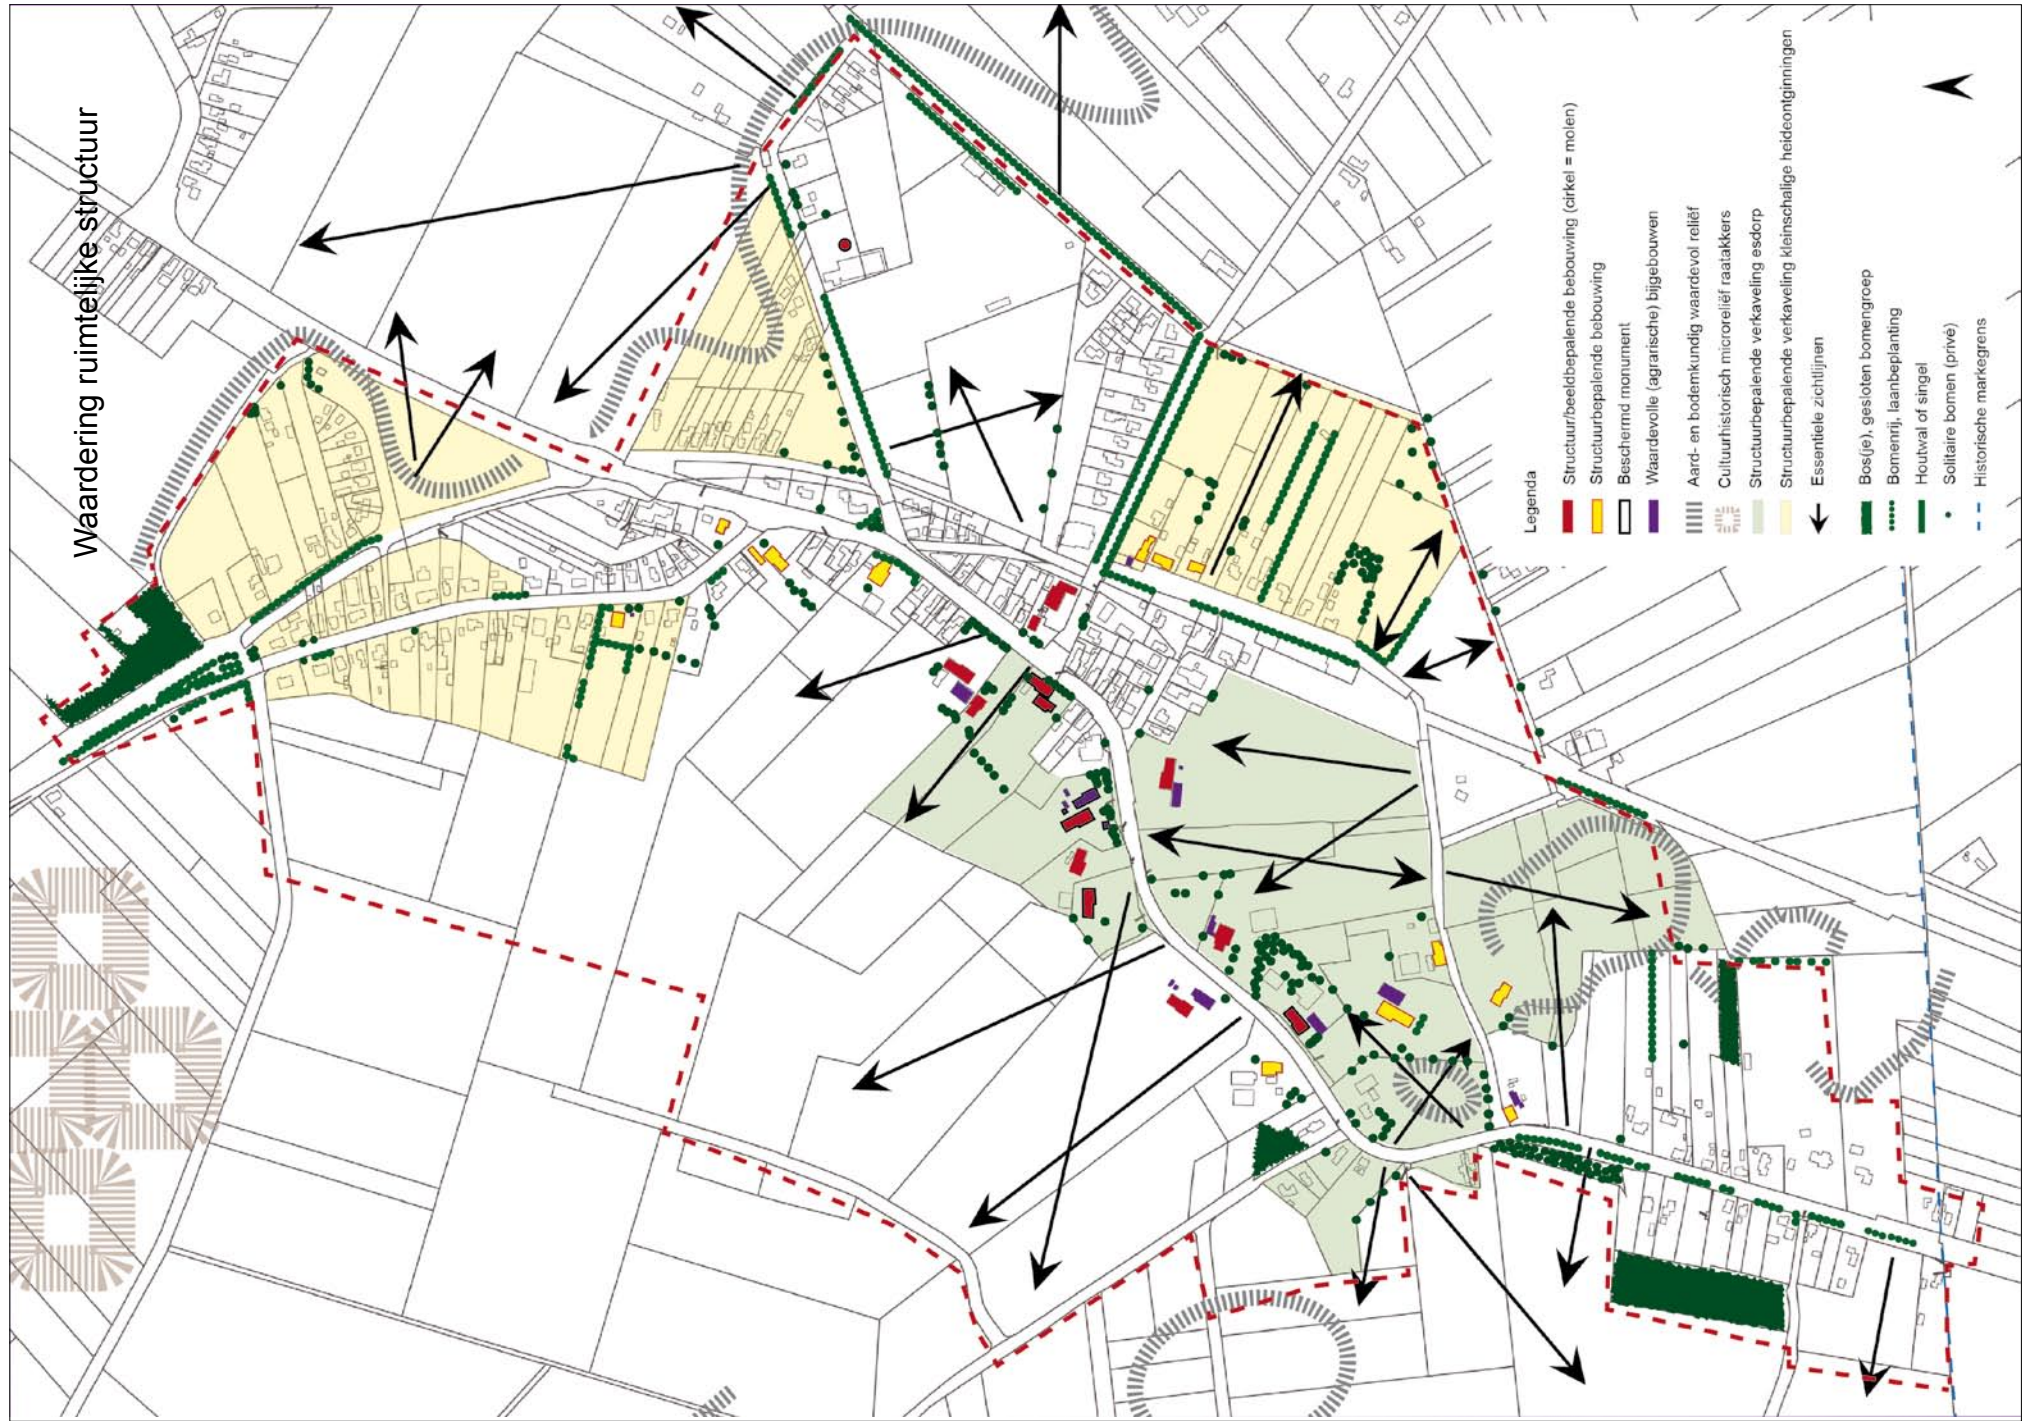 Waardering ruimtelijke structuur
Legenda
Structuur/beeldbepalende bebouwing (cirkel = molen)
Structuurbepalende bebouwing
Beschermd monument
Waardevolle (agrarische) bijgebouwen
Aard- en bodemkundig waardevol reliëf
Cultuurhistorisch microreliëf raatakkers
Structuurbepalende verkaveling esdorp
Structuurbepalende verkaveling kleinschalige heideontginningen
Essentiële zichtlijnen
Bos(je), gesloten bomengroep
Bomenrij, laanbeplanting
Houtwal of singel
Solitaire bomen (privé)
Historische markegrens